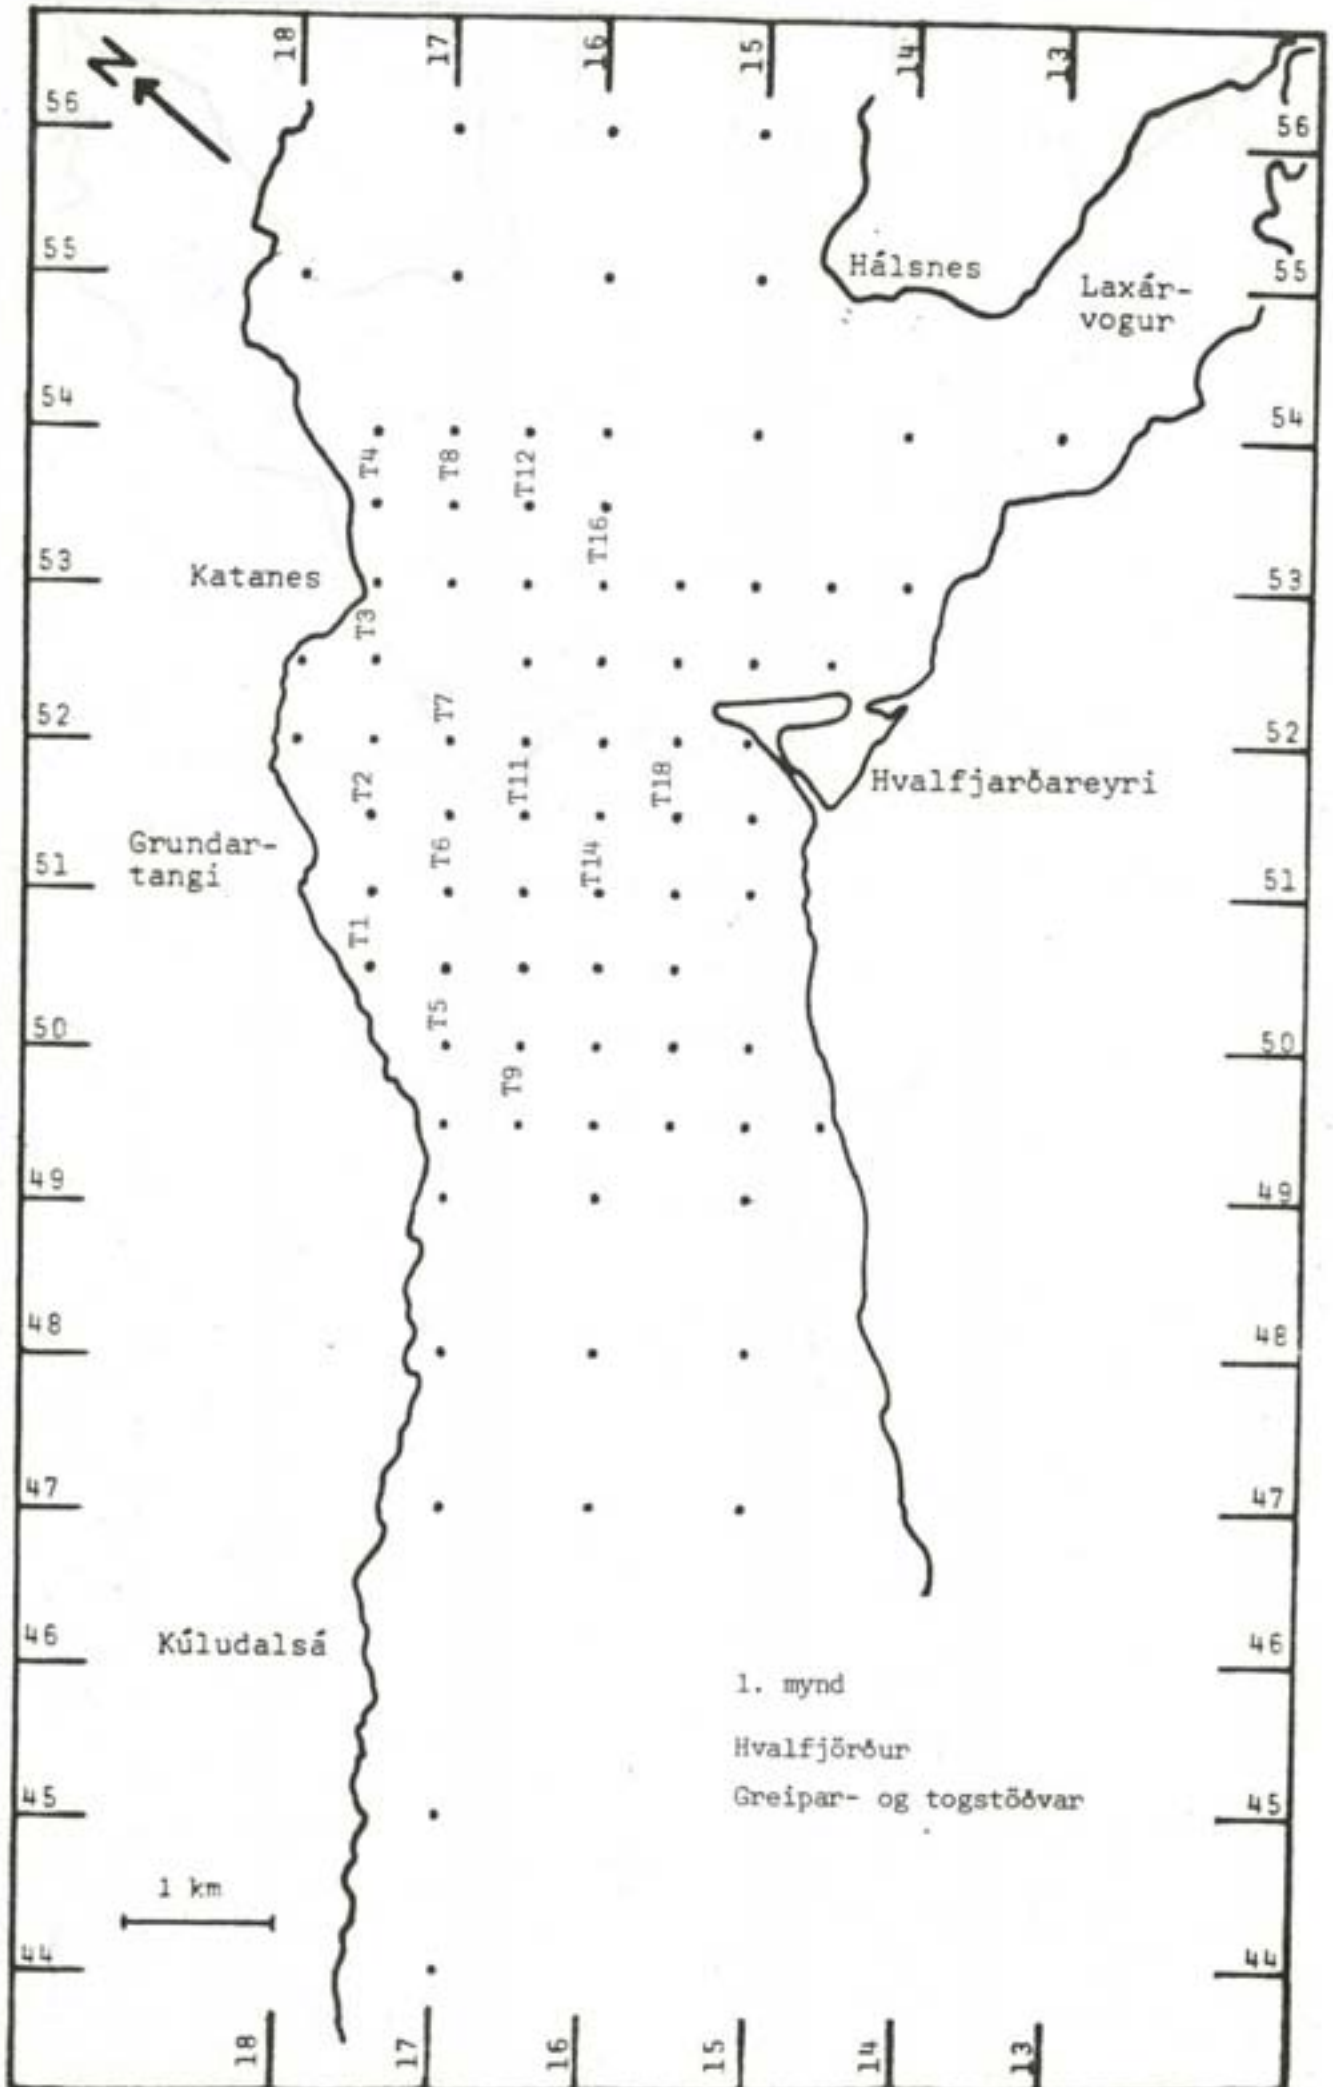 18
17
16
15
14
13
N
56
56
55
55
Hálsnes
Laxár-
vogur
54
54
T4
T8
T12
T16
53
53
Katanes
T3
52
52
T7
T2
T11
T18
Hvalfjarðareyri
Grundar-
tangi
51
51
T6
T14
T1
50
50
T5
T9
49
49
48
48
47
47
46
46
Kúludalsá
1. mynd
Hvalfjörður
Greipar- og togstöðvar
45
45
1 km
44
44
18
17
16
15
14
13